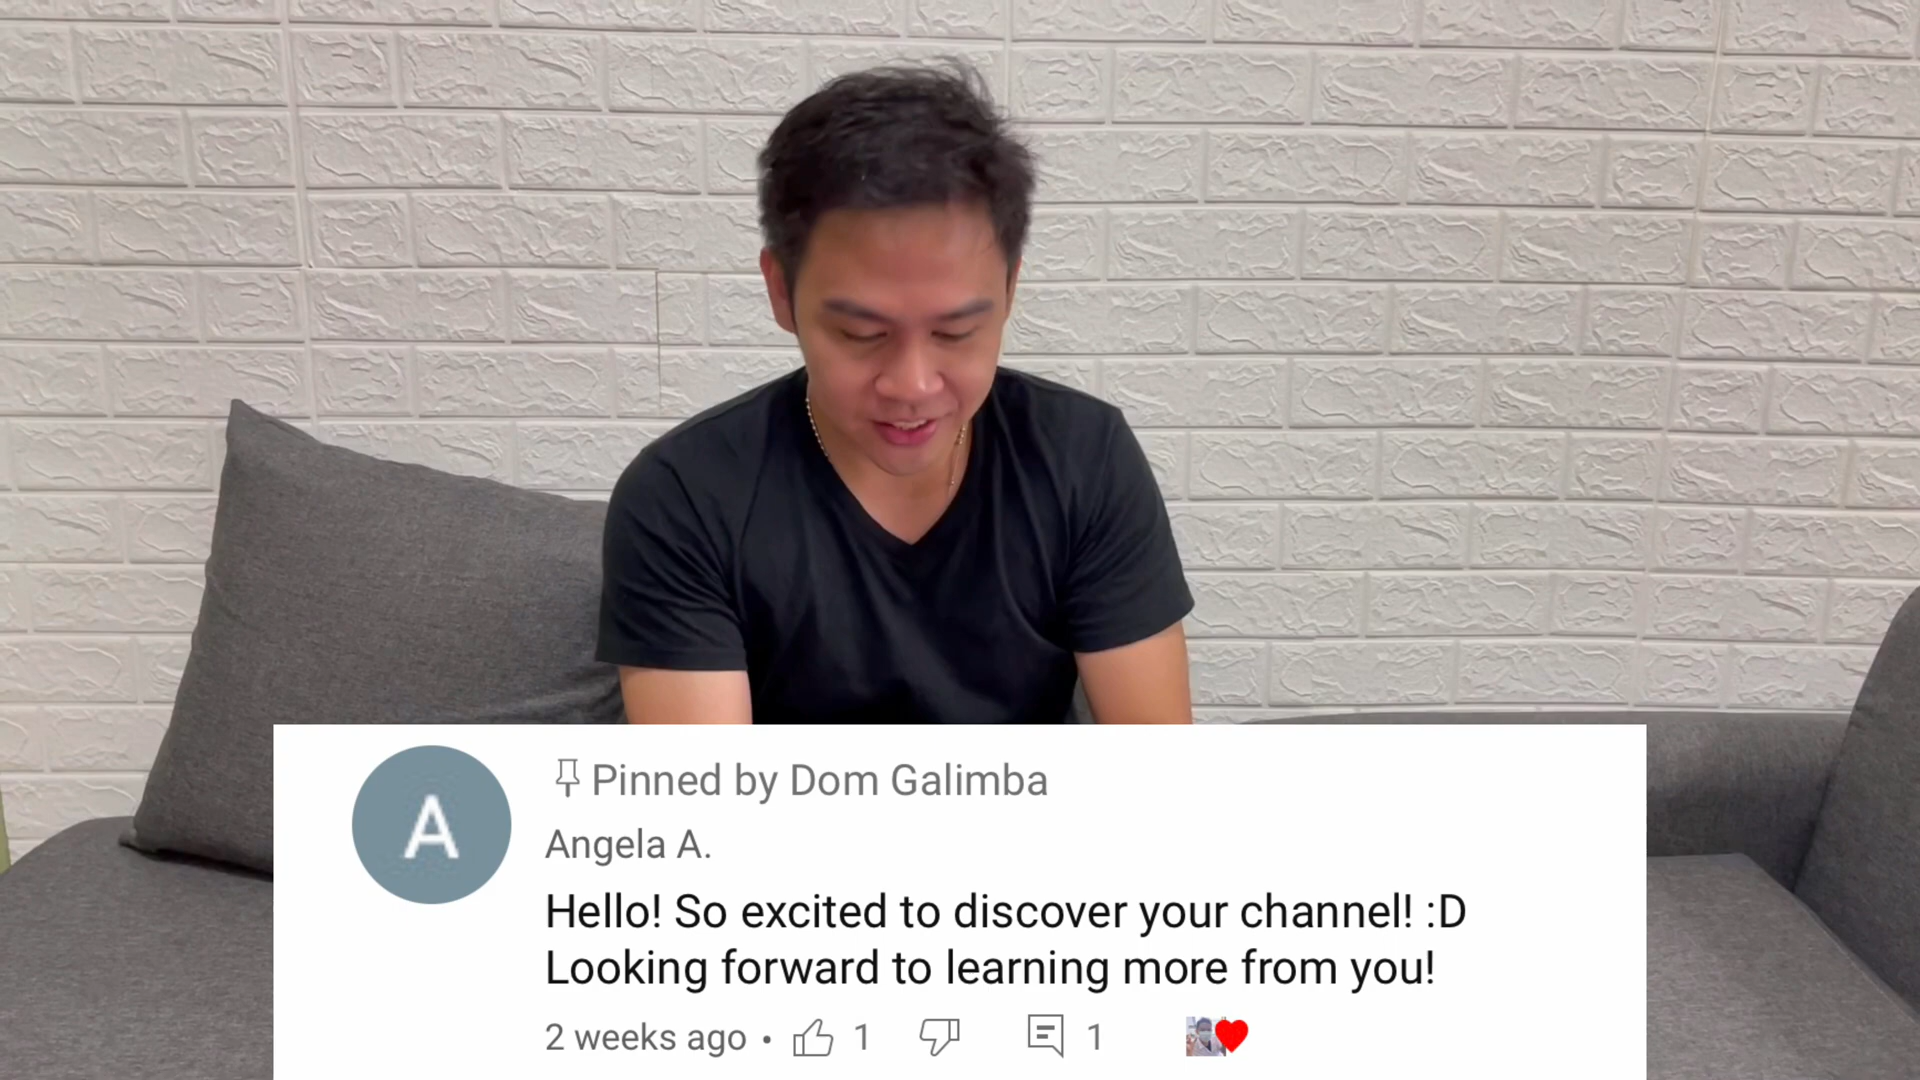 A
Pinned by Dom Galimba
Angela A.
Hello! So excited to discover your channel! :D
Looking forward to learning more from you!
2 weeks ago • 1 1